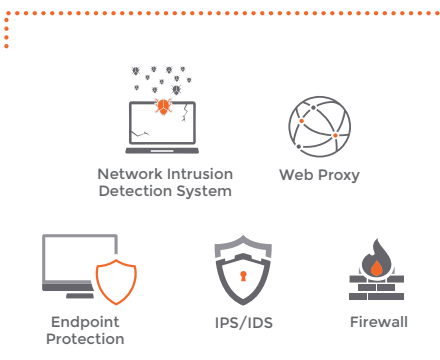 Network Intrusion
Detection System
Web Proxy
Endpoint
Protection
IPS/IDS
Firewall